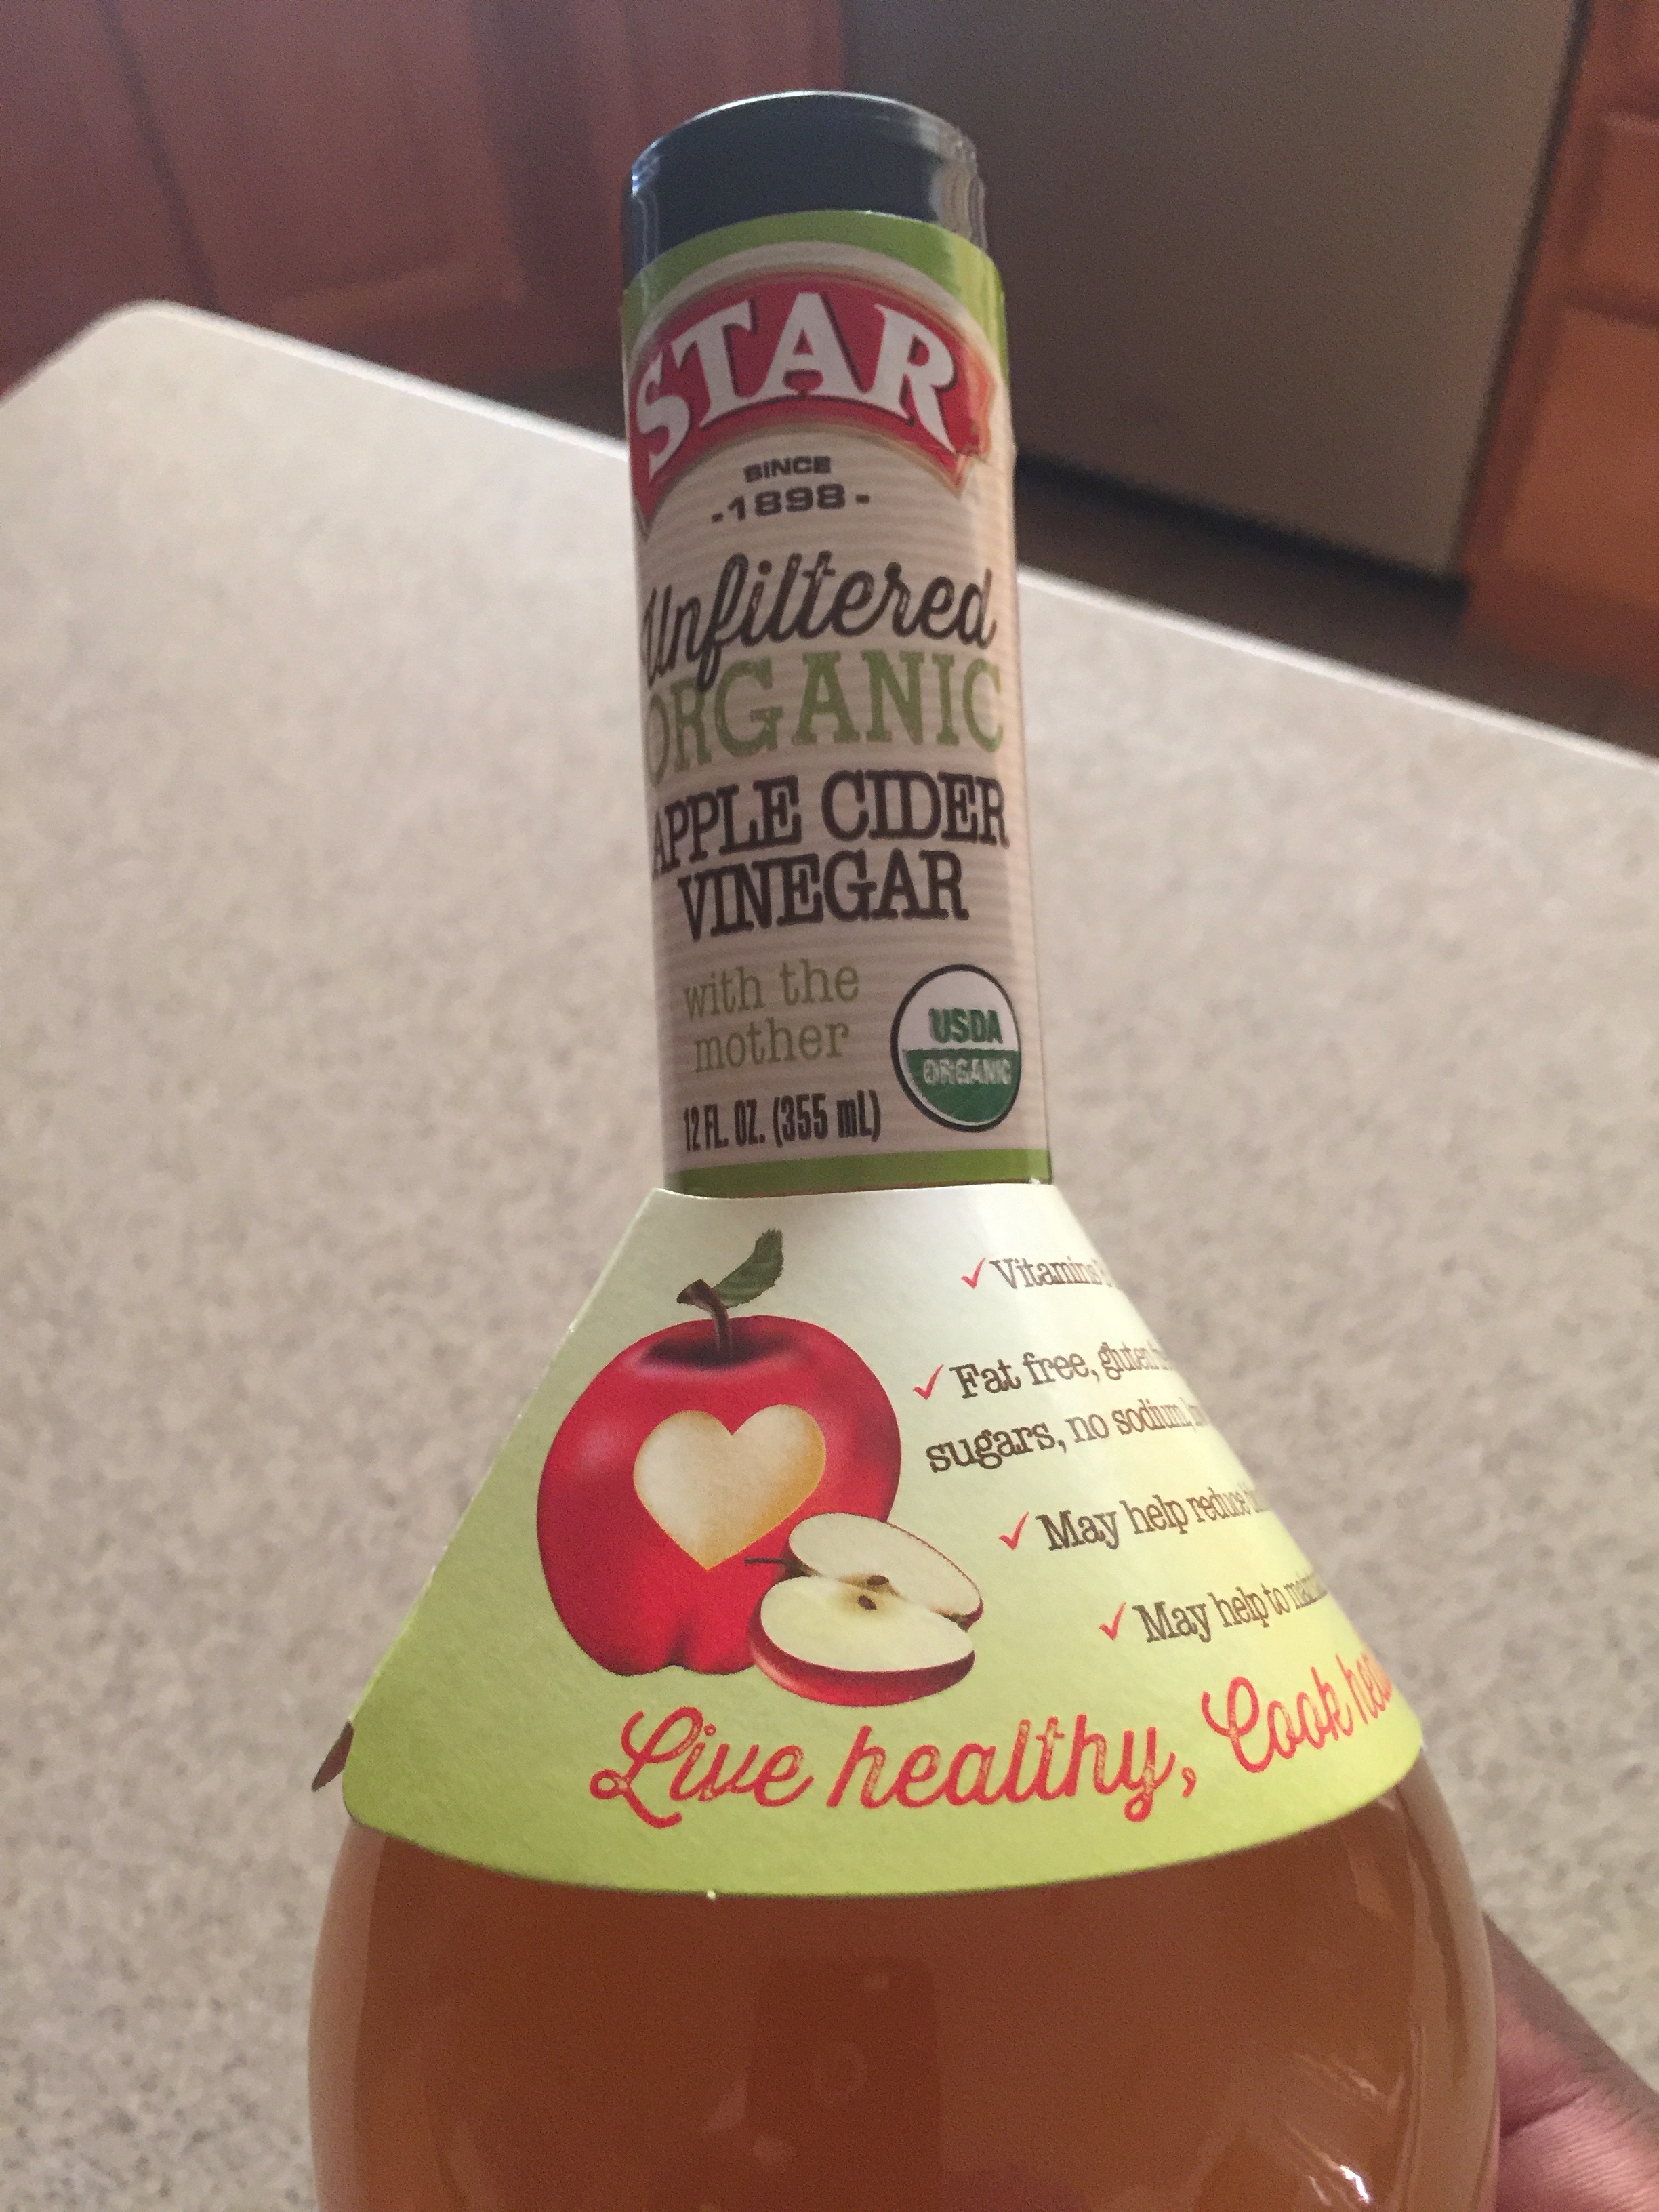 STAR
SINCE
-1898-
Unfiltered
ORGANIC
APPLE CIDER
VINEGAR
with the
mother
USDA
ORGANIC
12 FL. OZ. (355 mL)
✓Vitamins
✓Fat free, gluten
sugars, no sodium,
✓May help reduce
✓May help to
Live healthy, Cook